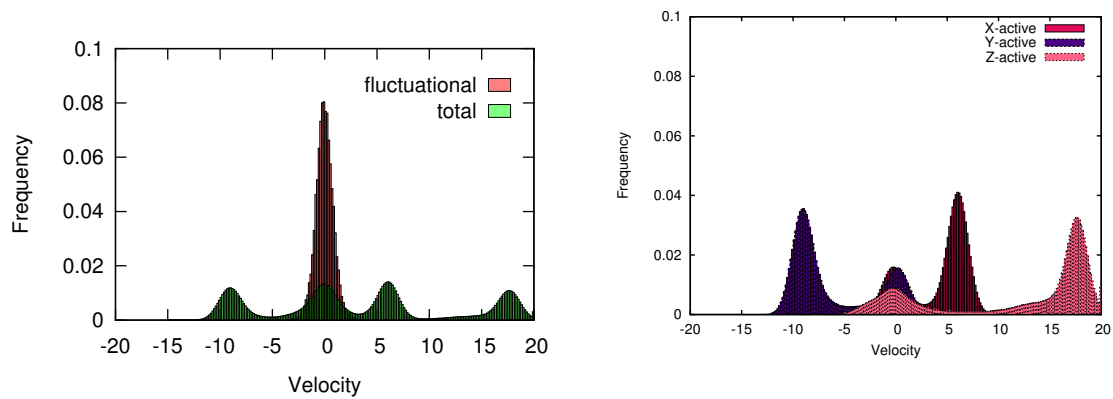 0.1
0.08
0.06
0.04
0.02
0
-20 -15 -10 -5 0 5 10 15 20
Frequency
Velocity
fluctuational
total
0.1
0.08
0.06
0.04
0.02
0
-20 -15 -10 -5 0 5 10 15 20
Frequency
Velocity
X-active
Y-active
Z-active